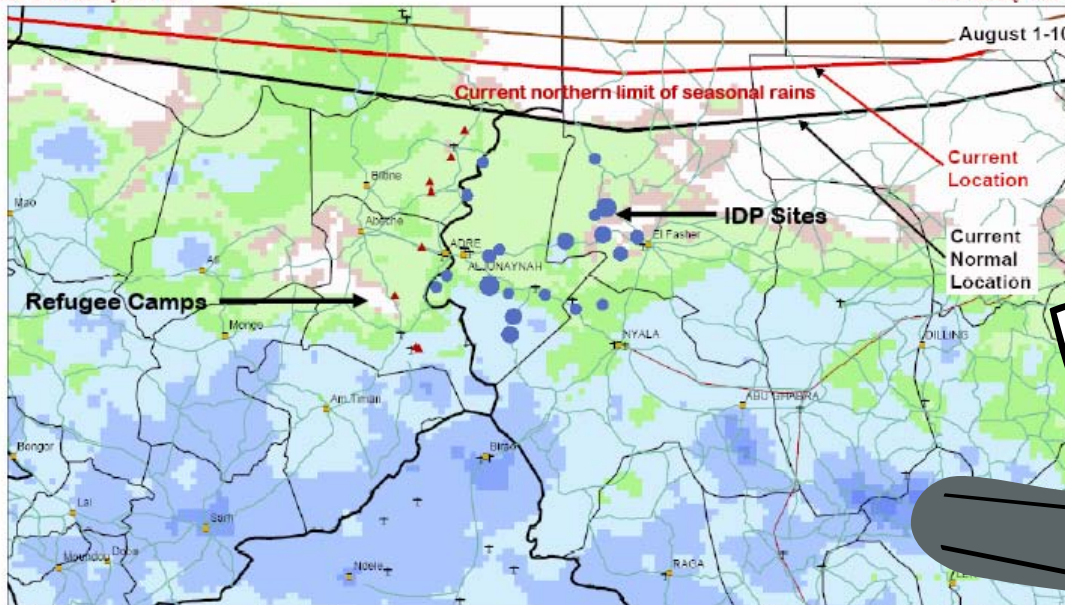 August 1-10
Current northern limit of seasonal rains
Current
Location
IDP Sites
Current
Normal
Location
Refugee Camps
Biltine
Mao
Abeche
El Fasher
ADRE
AL JUNAYNAH
Ati
Mongo
NYALA
DILLING
Am Timan
ABU GHABRA
Bongor
Birao
Lai
Sarh
Moundou
Doba
Ndele
RAGA